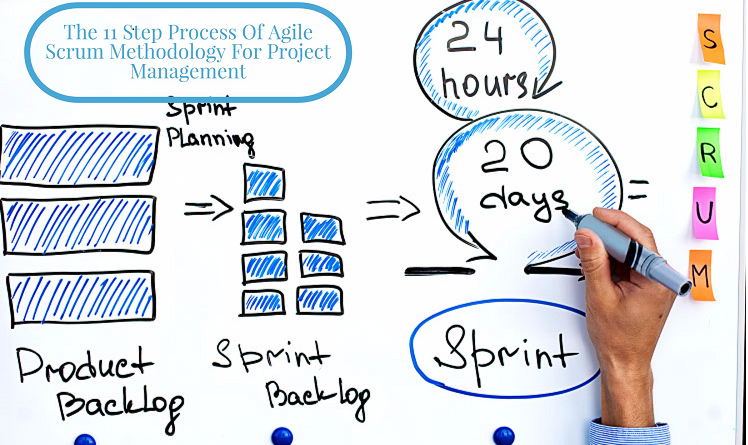 The 11 Step Process Of Agile
Scrum Methodology For Project
Management
Sprint
Planning
24
hours
20
days
=
S
C
R
U
M
Product
Backlog
Sprint
Backlog
Sprint